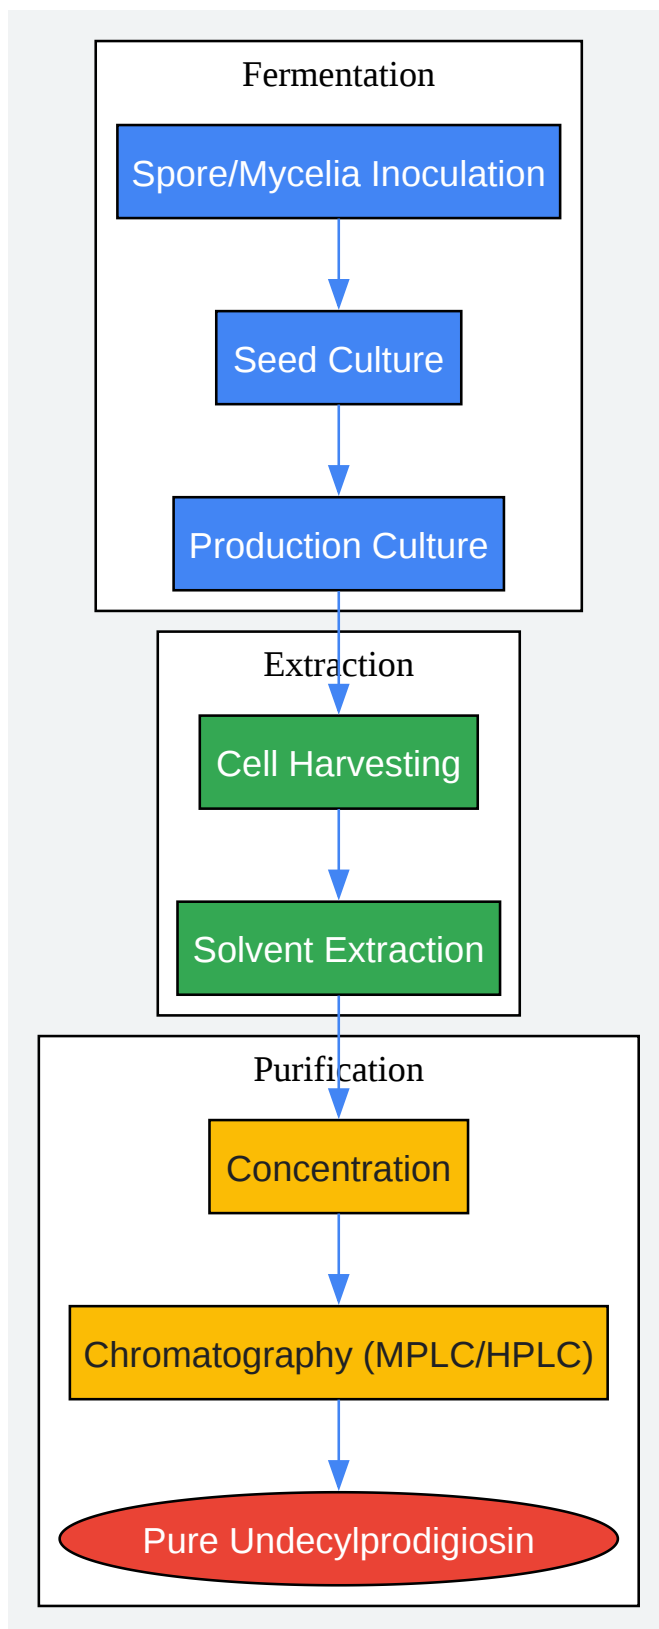 Fermentation
Spore/Mycelia Inoculation
Seed Culture
Production Culture
Extraction
Cell Harvesting
Solvent Extraction
Purification
Concentration
Chromatography (MPLC/HPLC)
Pure Undecylprodigiosin